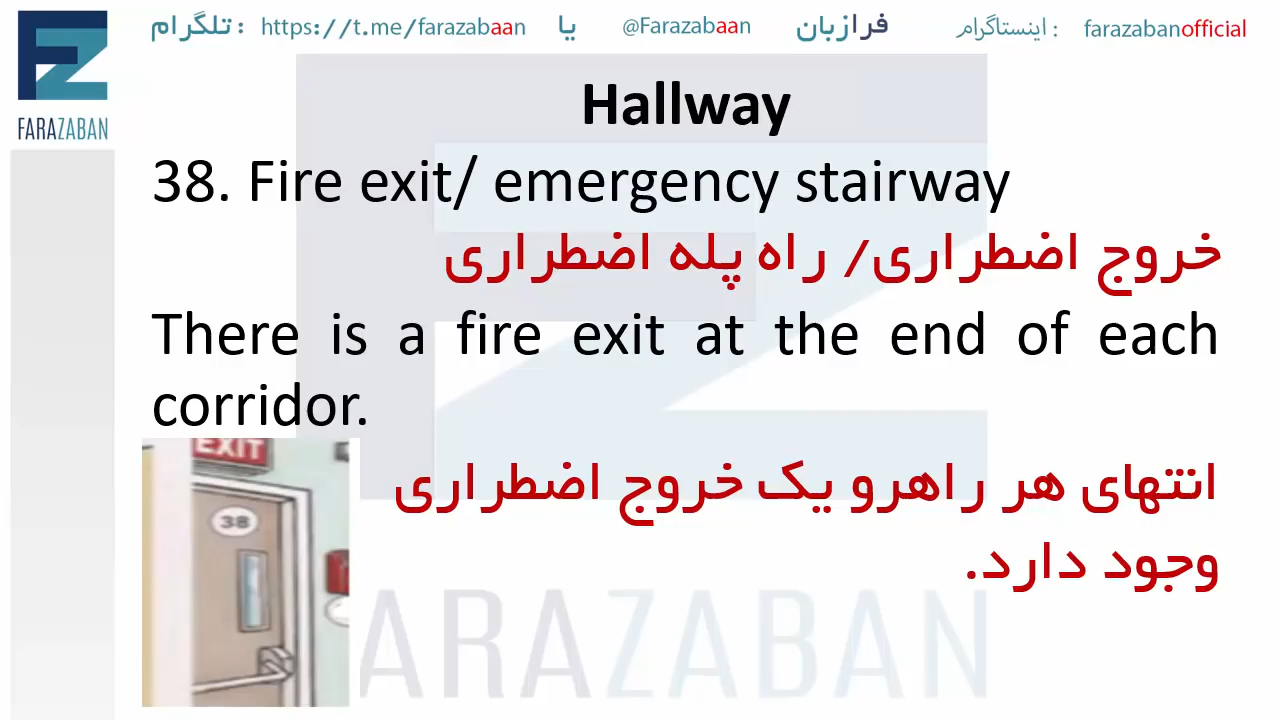 تلگرام : https://t.me/farazabaan یا @Farazabaan فرازبان اینستاگرام : farazabanofficial
FARAZABAN
Hallway
38. Fire exit/ emergency stairway
خروج اضطراری/ راه پله اضطراری
There is a fire exit at the end of each
corridor.
انتهای هر راهرو یک خروج اضطراری
وجود دارد.
EXIT
38
FARAZABAN